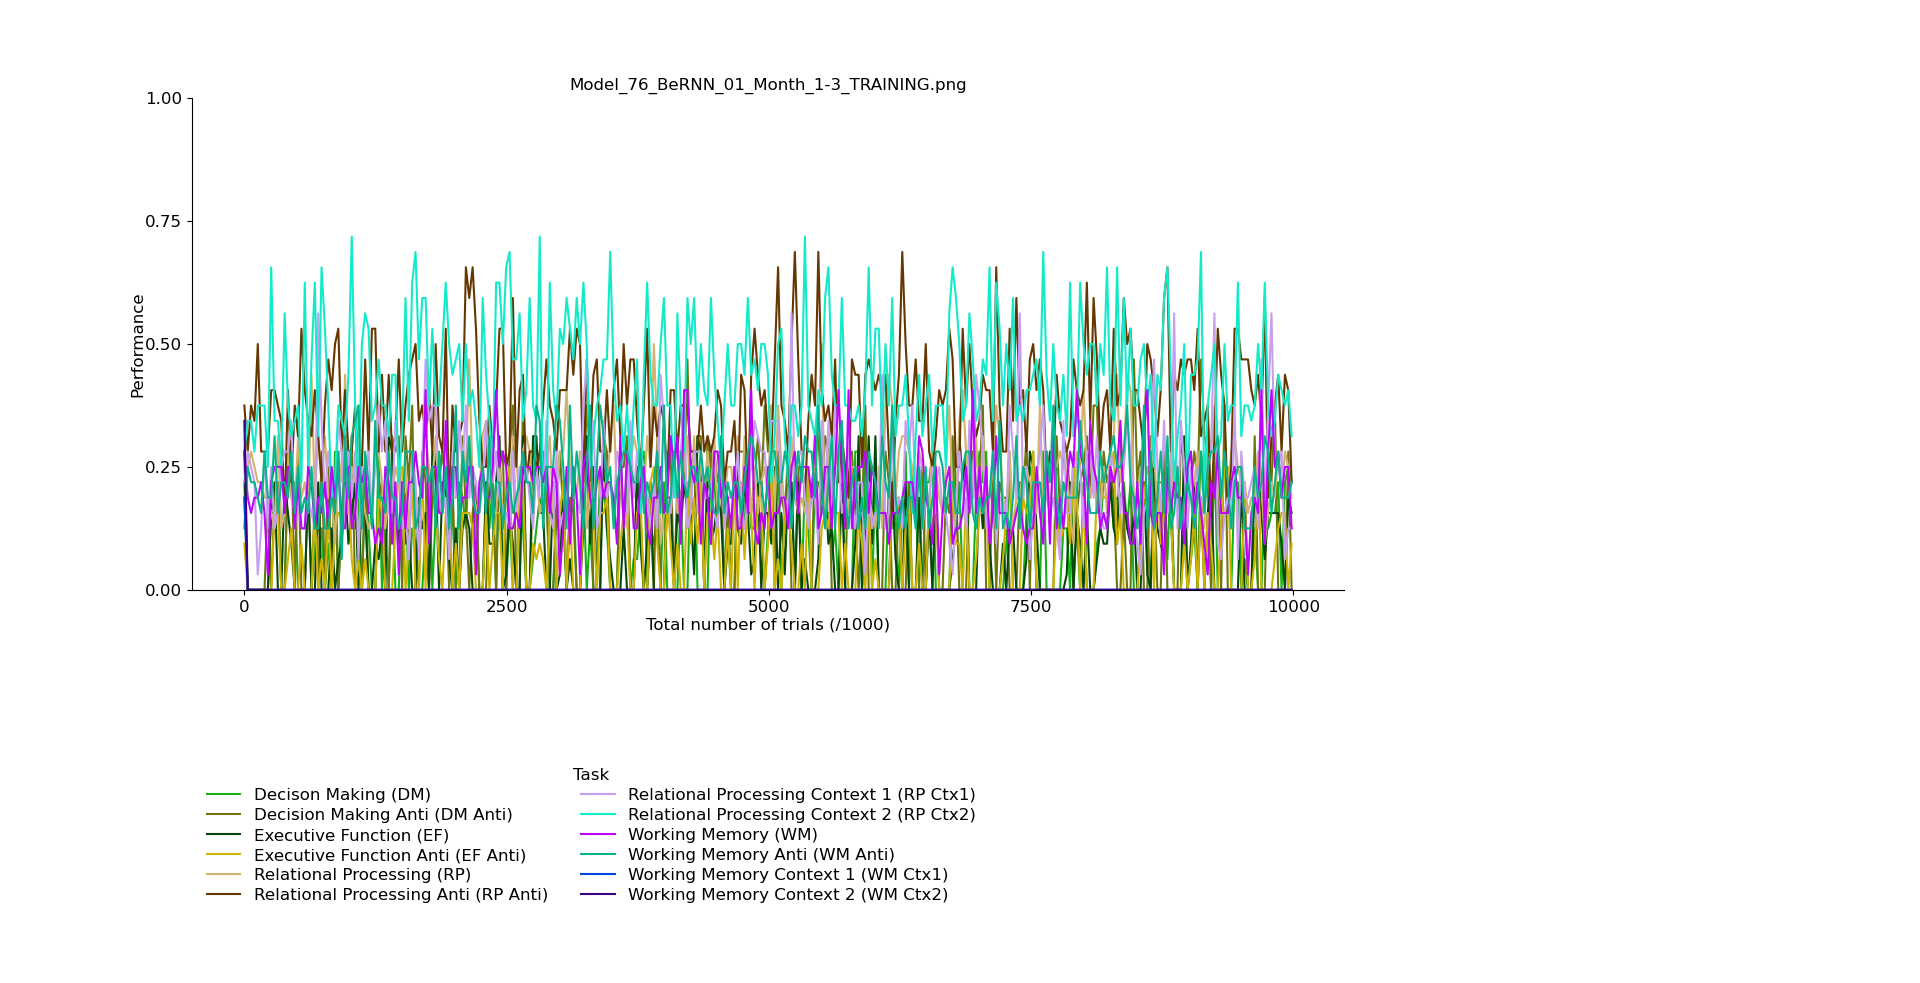 Model_76_BeRNN_01_Month_1-3_TRAINING.png
1.00
0.75
0.50
0.25
0.00
Performance
0 2500 5000 7500 10000
Total number of trials (/1000)
Task
Decison Making (DM)
Decision Making Anti (DM Anti)
Executive Function (EF)
Executive Function Anti (EF Anti)
Relational Processing (RP)
Relational Processing Anti (RP Anti)
Relational Processing Context 1 (RP Ctx1)
Relational Processing Context 2 (RP Ctx2)
Working Memory (WM)
Working Memory Anti (WM Anti)
Working Memory Context 1 (WM Ctx1)
Working Memory Context 2 (WM Ctx2)